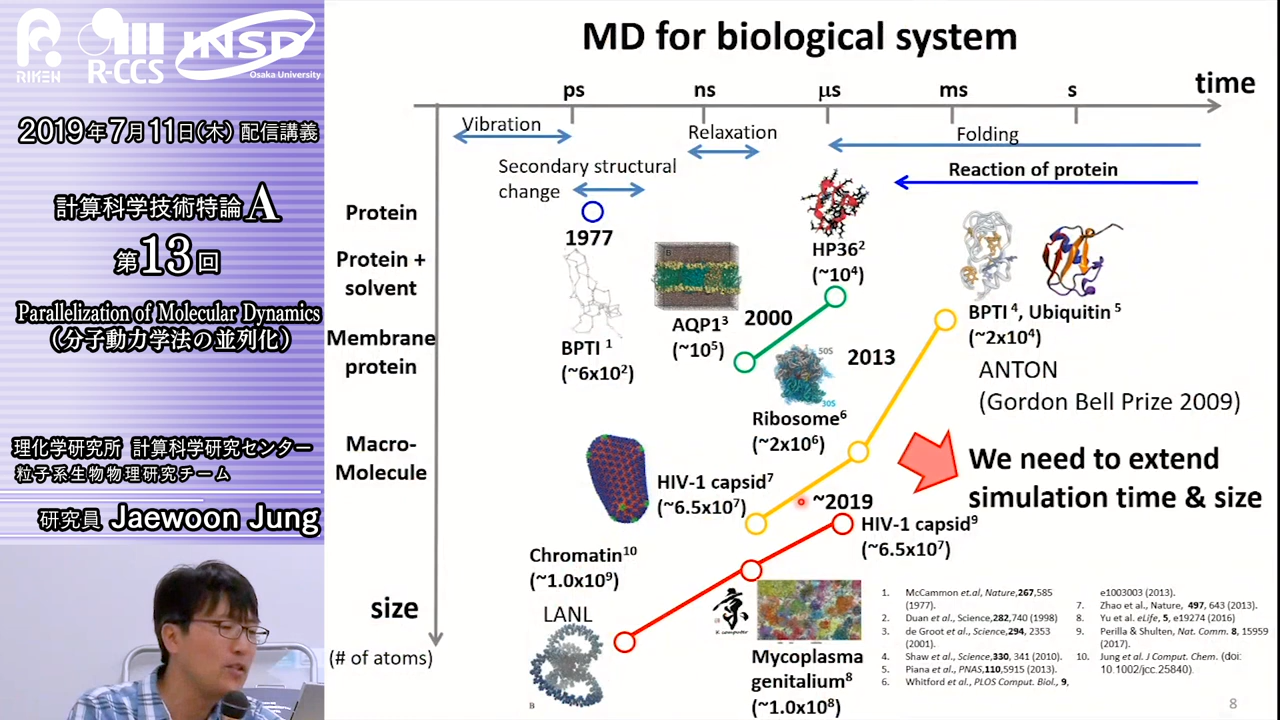 RIKEN
R-CCS
INSD
Osaka University
2019年7月11日(木) 配信講義
計算科学技術特論A
第13回
Parallelization of Molecular Dynamics
(分子動力学法の並列化)
理化学研究所 計算科学研究センター
粒子系生物物理研究チーム
研究員 Jaewoon Jung
MD for biological system
time
ps ns μs ms s
Vibration
Relaxation
Folding
Secondary structural
change
Reaction of protein
Protein
Protein +
solvent
Membrane
protein
Macro-
Molecule
size
(# of atoms)
1977
BPTI 1
(~6x102)
AQP13
(~105)
2000
HP362
(~104)
BPTI 4, Ubiquitin 5
(~2x104)
ANTON
(Gordon Bell Prize 2009)
2013
50S
30S
Ribosome6
(~2x106)
HIV-1 capsid7
(~6.5x107)
We need to extend
simulation time & size
~2019
HIV-1 capsid9
(~6.5x107)
Chromatin10
(~1.0x109)
LANL
B
京
K computer
Mycoplasma
genitalium8
(~1.0x108)
1. McCammon et.al, Nature,267,585
(1977).
2. Duan et al., Science,282,740 (1998)
3. de Groot et al., Science,294, 2353
(2001).
4. Shaw et al., Science,330, 341 (2010).
5. Piana et al., PNAS,110,5915 (2013).
6. Whitford et al., PLOS Comput. Biol., 9,
e1003003 (2013).
7. Zhao et al., Nature, 497, 643 (2013).
8. Yu et al. eLife, 5, e19274 (2016)
9. Perilla & Shulten, Nat. Comm. 8, 15959
(2017).
10. Jung et al. J Comput. Chem. (doi:
10.1002/jcc.25840).
8